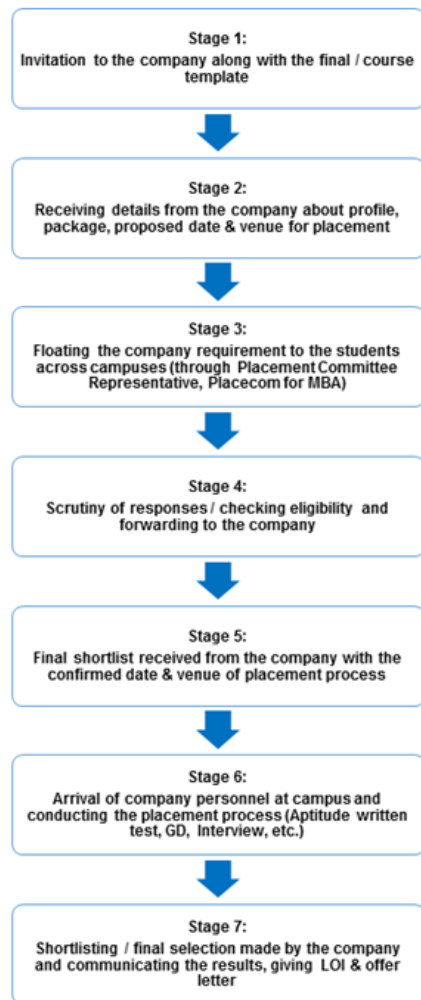 Stage 1:
Invitation to the company along with the final / course
template
Stage 2:
Receiving details from the company about profile,
package, proposed date & venue for placement
Stage 3:
Floating the company requirement to the students
across campuses (through Placement Committee
Representative, Placecom for MBA)
Stage 4:
Scrutiny of responses / checking eligibility and
forwarding to the company
Stage 5:
Final shortlist received from the company with the
confirmed date & venue of placement process
Stage 6:
Arrival of company personnel at campus and
conducting the placement process (Aptitude written
test, GD, Interview, etc.)
Stage 7:
Shortlisting / final selection made by the company
and communicating the results, giving LOI & offer
letter